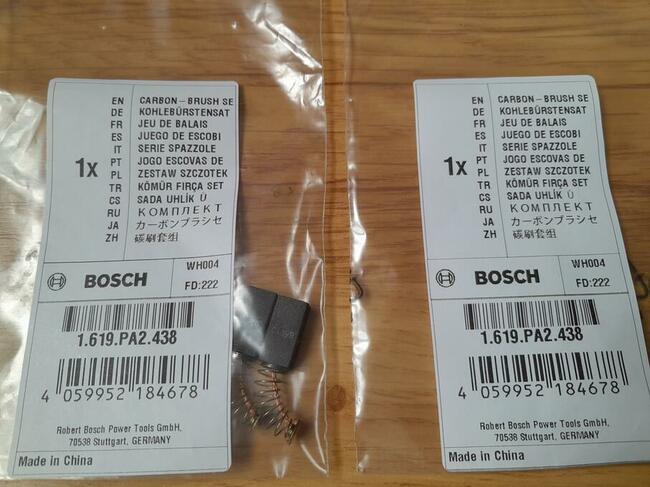 1x
EN CARBON-BRUSH SE
DE KOHLEBÜRSTENSAT
FR JEU DE BALAIS
ES JUEGO DE ESCOBI
IT SERIE SPAZZOLE
PT JOGO ESCOVAS DE
PL ZESTAW SZCZOTEK
TR KÖMÜR FIRÇA SET
CS SADA UHLÍK Ů
RU КОМПЛЕКТ
JA カーボンブラシセ
ZH 碳刷套组
BOSCH
WH004
FD:222
1.619.PA2.438
4 059952 184678
Robert Bosch Power Tools GmbH,
70538 Stuttgart, GERMANY
Made in China
1x
EN CARBON-BRUSH SE
DE KOHLEBÜRSTENSAT
FR JEU DE BALAIS
ES JUEGO DE ESCOBI
IT SERIE SPAZZOLE
PT JOGO ESCOVAS DE
PL ZESTAW SZCZOTEK
TR KÖMÜR FIRÇA SET
CS SADA UHLÍK Ů
RU КОМПЛЕКТ
JA カーボンブラシセ
ZH 碳刷套组
BOSCH
WH004
FD:222
1.619.PA2.438
4 059952 184678
Robert Bosch Power Tools GmbH,
70538 Stuttgart, GERMANY
Made in China